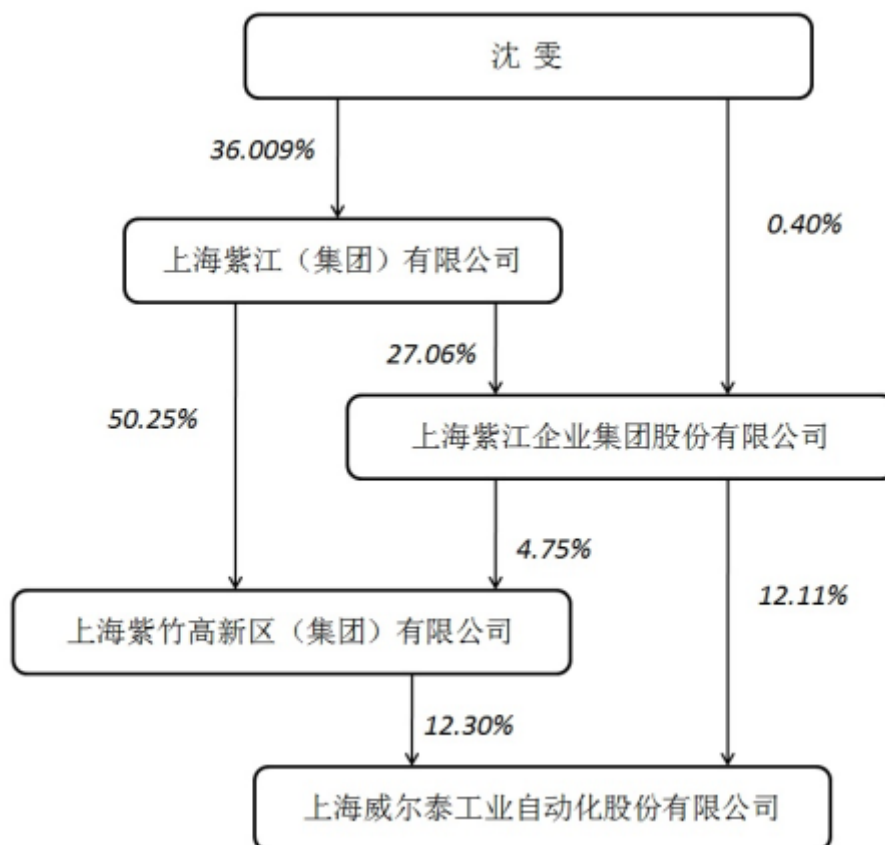 沈 雯
36.009%
0.40%
上海紫江（集团）有限公司
27.06%
50.25%
上海紫江企业集团股份有限公司
4.75%
12.11%
上海紫竹高新区（集团）有限公司
12.30%
上海威尔泰工业自动化股份有限公司